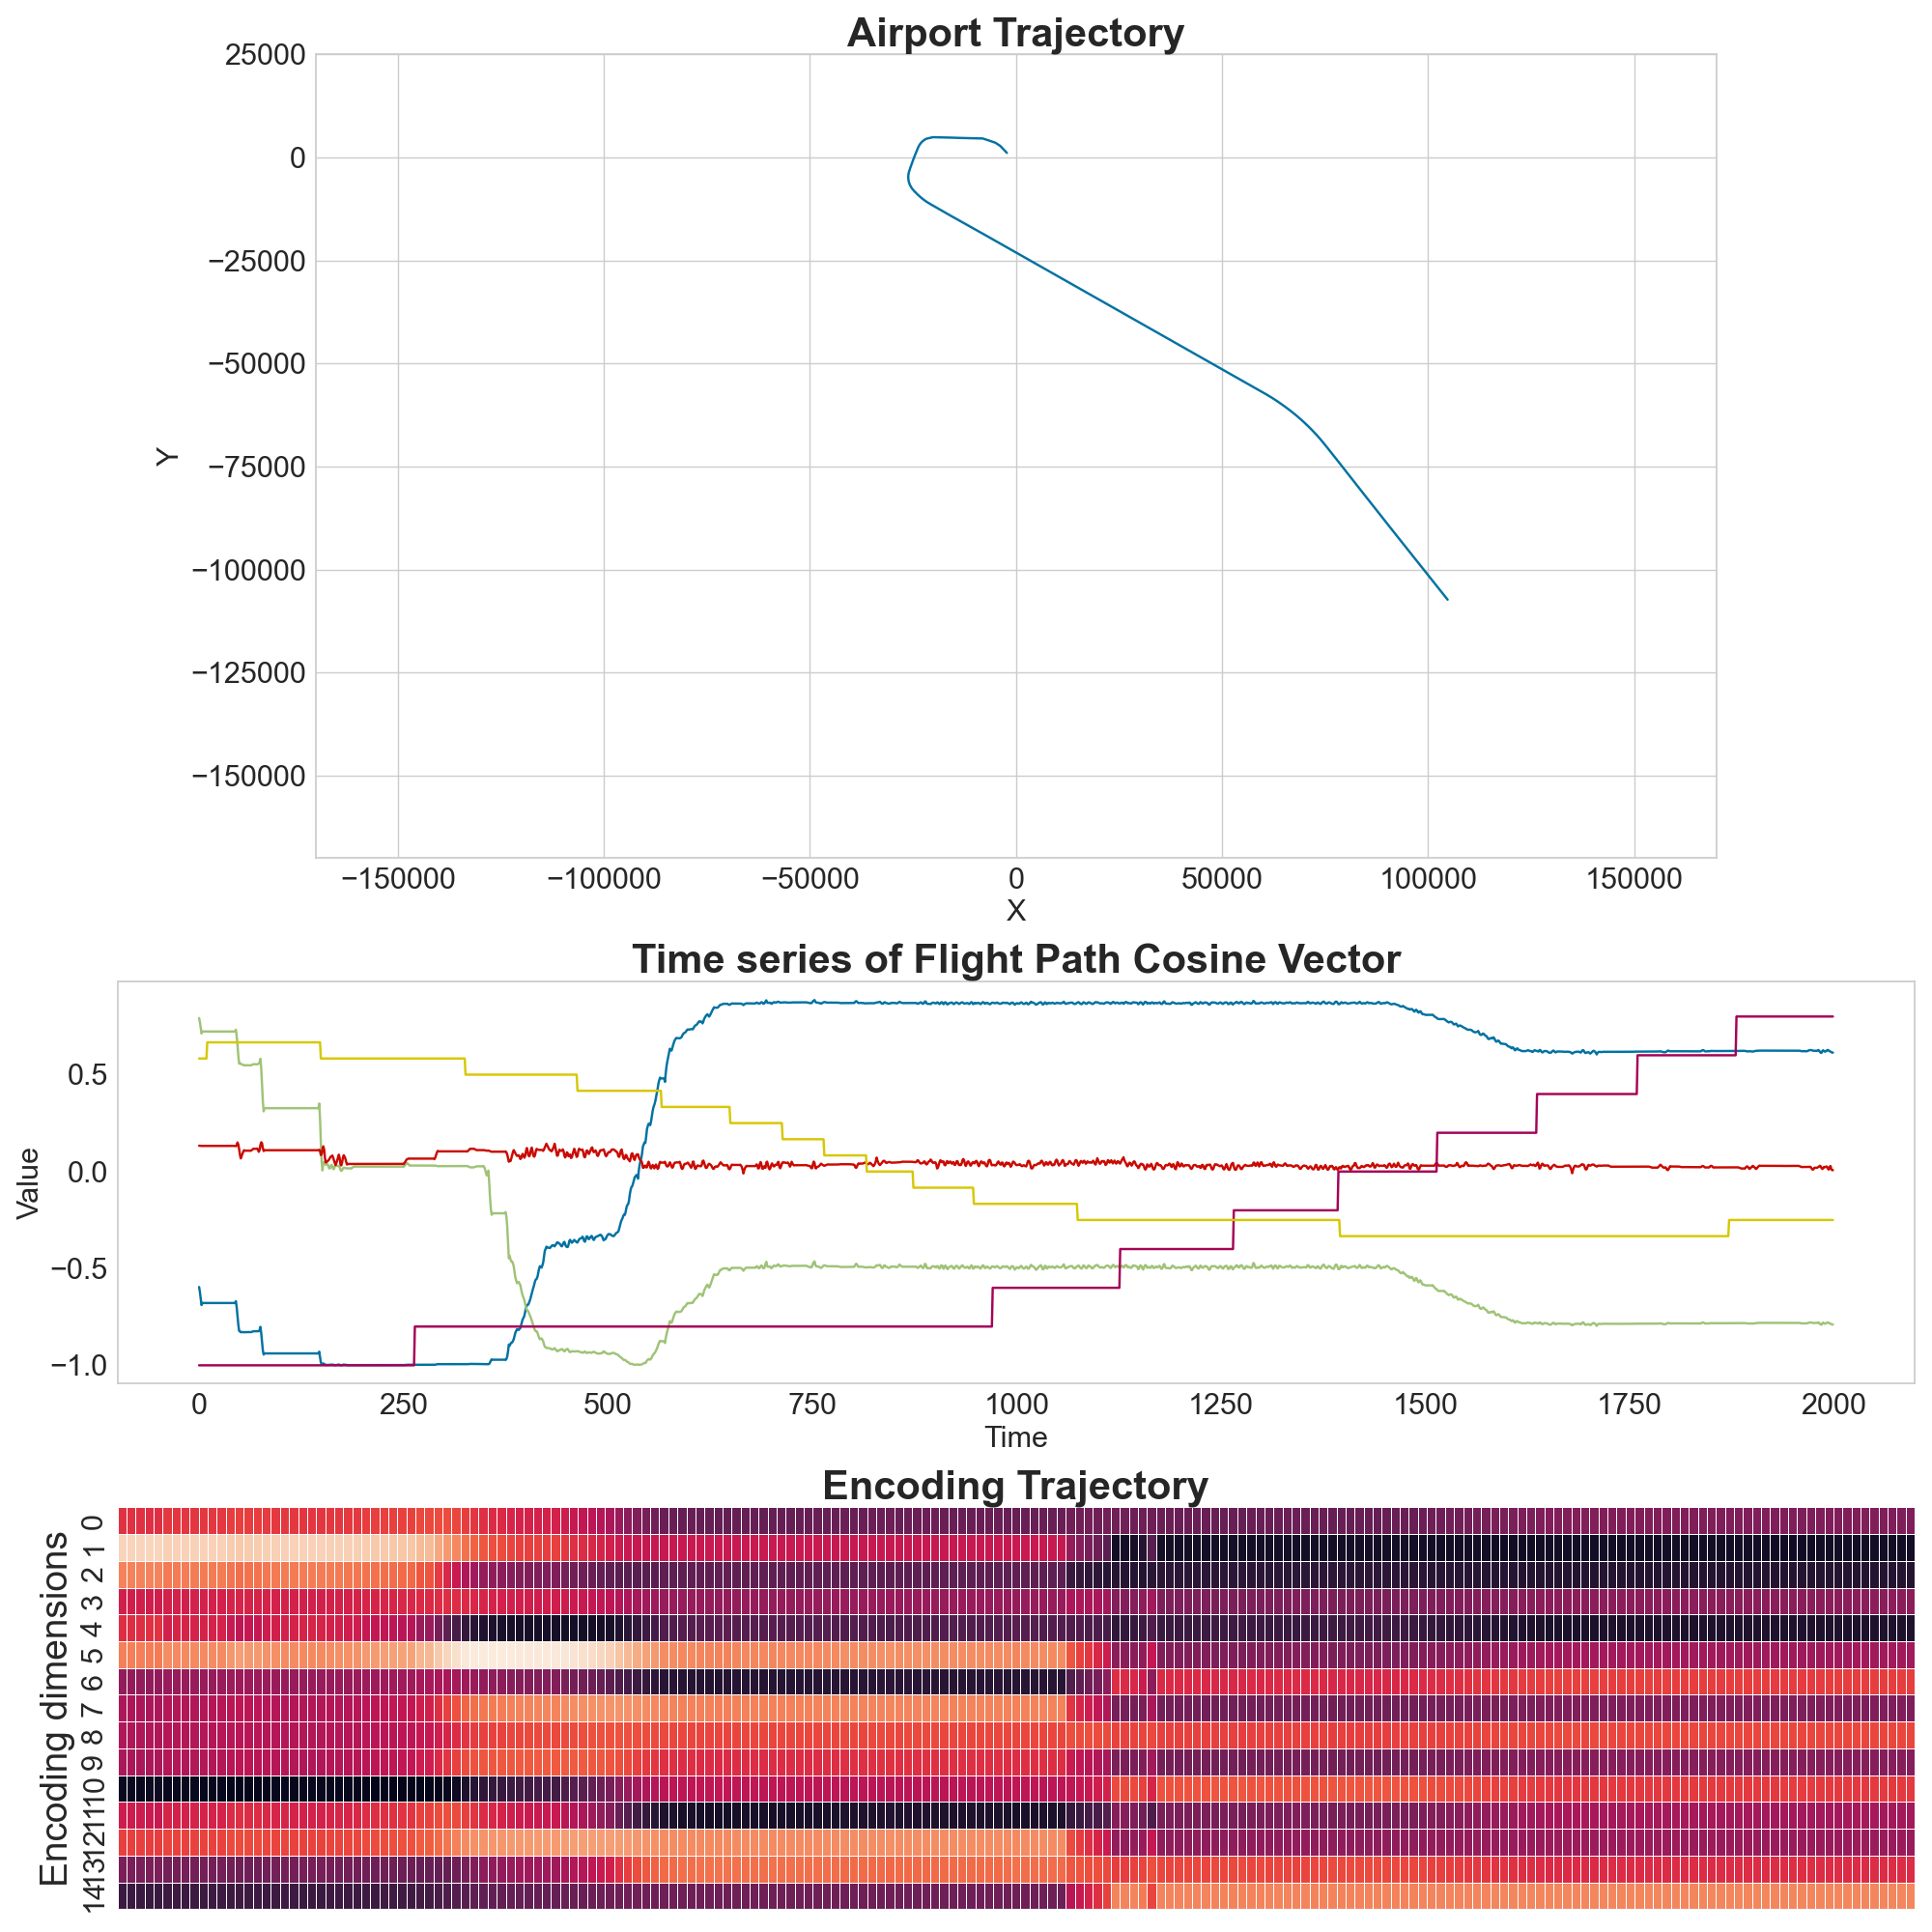 Airport Trajectory
25000
0
−25000
−50000
−75000
−100000
−125000
−150000
Y
−150000 −100000 −50000 0 50000 100000 150000
X
Time series of Flight Path Cosine Vector
0.5
0.0
−0.5
−1.0
Value
0 250 500 750 1000 1250 1500 1750 2000
Time
Encoding Trajectory
Encoding dimensions
0
1
2
3
4
5
6
7
8
9
10
11
12
13
14